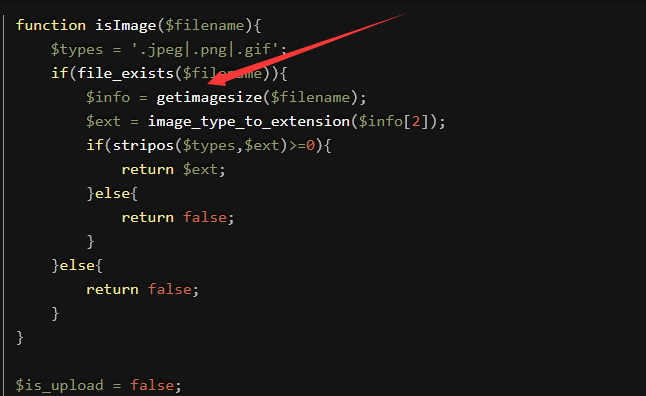 function isImage($filename){
    $types = '.jpeg|.png|.gif';
    if(file_exists($filename)){
        $info = getimagesize($filename);
        $ext = image_type_to_extension($info[2]);
        if(stripos($types,$ext)>=0){
            return $ext;
        }else{
            return false;
        }
    }else{
        return false;
    }
}
$is_upload = false;